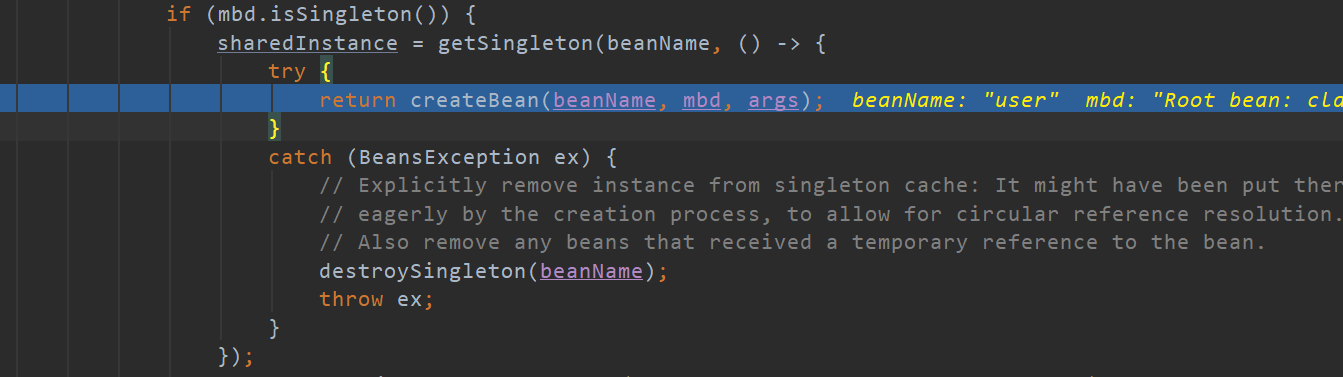 if (mbd.isSingleton()) {
sharedInstance = getSingleton(beanName, () -> {
try {
return createBean(beanName, mbd, args); beanName: "user" mbd: "Root bean: cla
}
catch (BeansException ex) {
// Explicitly remove instance from singleton cache: It might have been put ther
// eagerly by the creation process, to allow for circular reference resolution.
// Also remove any beans that received a temporary reference to the bean.
destroySingleton(beanName);
throw ex;
}
});